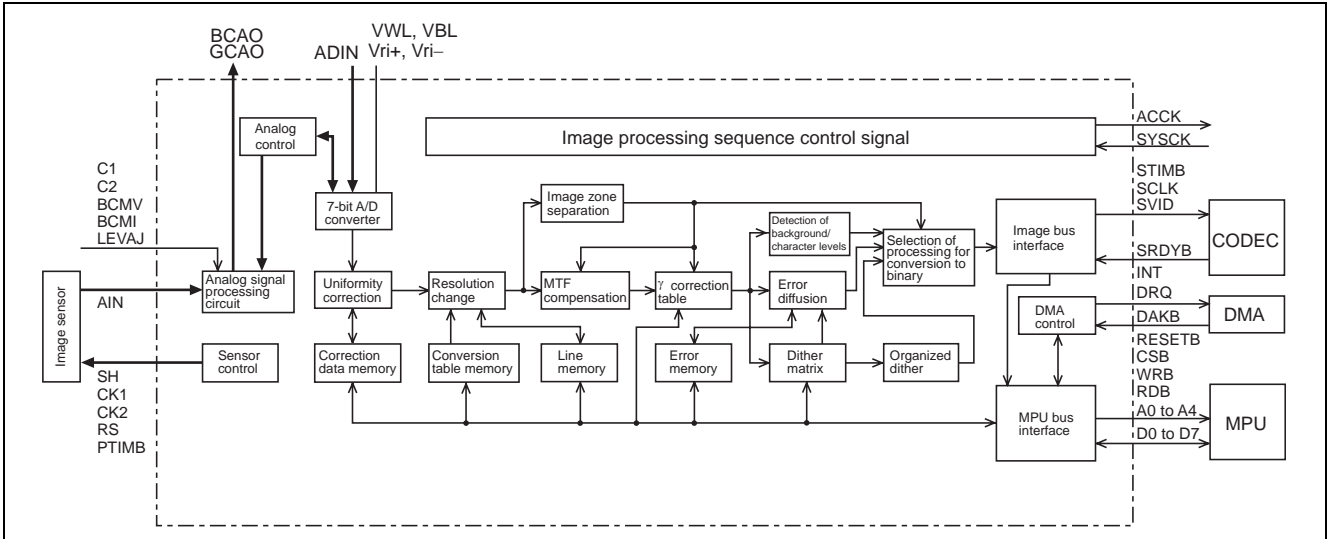 BCAO
GCAO
ADIN
VWL, VBL
Vri+, Vri−
Analog
control
Image processing sequence control signal
ACCK
SYSCK
C1
C2
BCMV
BCMI
LEVAJ
7-bit A/D
converter
Image zone
separation
Detection of
background/
character levels
Selection of
processing for
conversion to
binary
Image bus
interface
STIMB
SCLK
SVID
SRDYB
CODEC
Image sensor
AIN
Analog signal
processing
circuit
Uniformity
correction
Resolution
change
MTF
compensation
γ correction
table
Error
diffusion
INT
DRQ
DAKB
DMA
control
DMA
SH
CK1
CK2
RS
PTIMB
Sensor
control
Correction
data memory
Conversion
table memory
Line
memory
Error
memory
Dither
matrix
Organized
dither
MPU bus
interface
RESETB
CSB
WRB
RDB
A0 to A4
D0 to D7
MPU